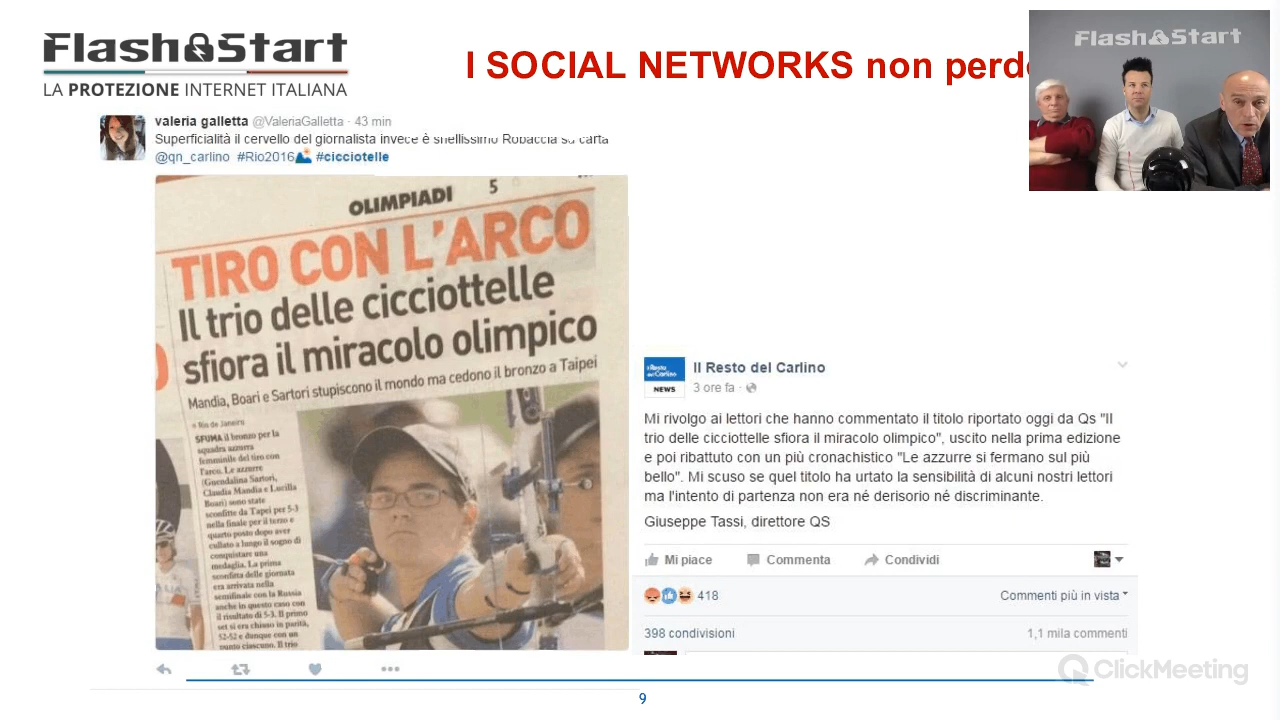 Flash Start
LA PROTEZIONE INTERNET ITALIANA
I SOCIAL NETWORKS non perdo
Flash Start
valeria galletta @ValeriaGalletta · 43 min
Superficialità il cervello del giornalista invece è snellissimo Robaccia su carta
@qn_carlino #Rio2016 #cicciotelle
OLIMPIADI 5
TIRO CON L'ARCO
Il trio delle cicciottelle
sfiora il miracolo olimpico
Mandia, Boari e Sartori stupiscono il mondo ma cedono il bronzo a Taipei
Rio de Janeiro
SFUMA il bronzo per la
squadra azzurra
femminile del tiro con
l'arco. Le azzurre
(Guendalina Sartori,
Claudia Mandia e Lucilla
Boari) sono state
sconfitte da Taipei per 5-3
nella finale per il terzo e
quarto posto dopo aver
cullato a lungo il sogno di
conquistare una
medaglia. La prima
sconfitta delle giornata
era arrivata nella
semifinale con la Russia
anche in questo caso con
il risultato di 5-3. Il primo
set si era chiuso in parità,
52-52 e dunque con un
punto ciascuno. Il trio
Il Resto del Carlino
NEWS
Il Resto del Carlino
3 ore fa ·
Mi rivolgo ai lettori che hanno commentato il titolo riportato oggi da Qs "Il
trio delle cicciottelle sfiora il miracolo olimpico", uscito nella prima edizione
e poi ribattuto con un più cronachistico "Le azzurre si fermano sul più
bello". Mi scuso se quel titolo ha urtato la sensibilità di alcuni nostri lettori
ma l'intento di partenza non era né derisorio né discriminante.
Giuseppe Tassi, direttore QS
Mi piace Commenta Condividi
418 Commenti più in vista
398 condivisioni 1,1 mila commenti
ClickMeeting
9